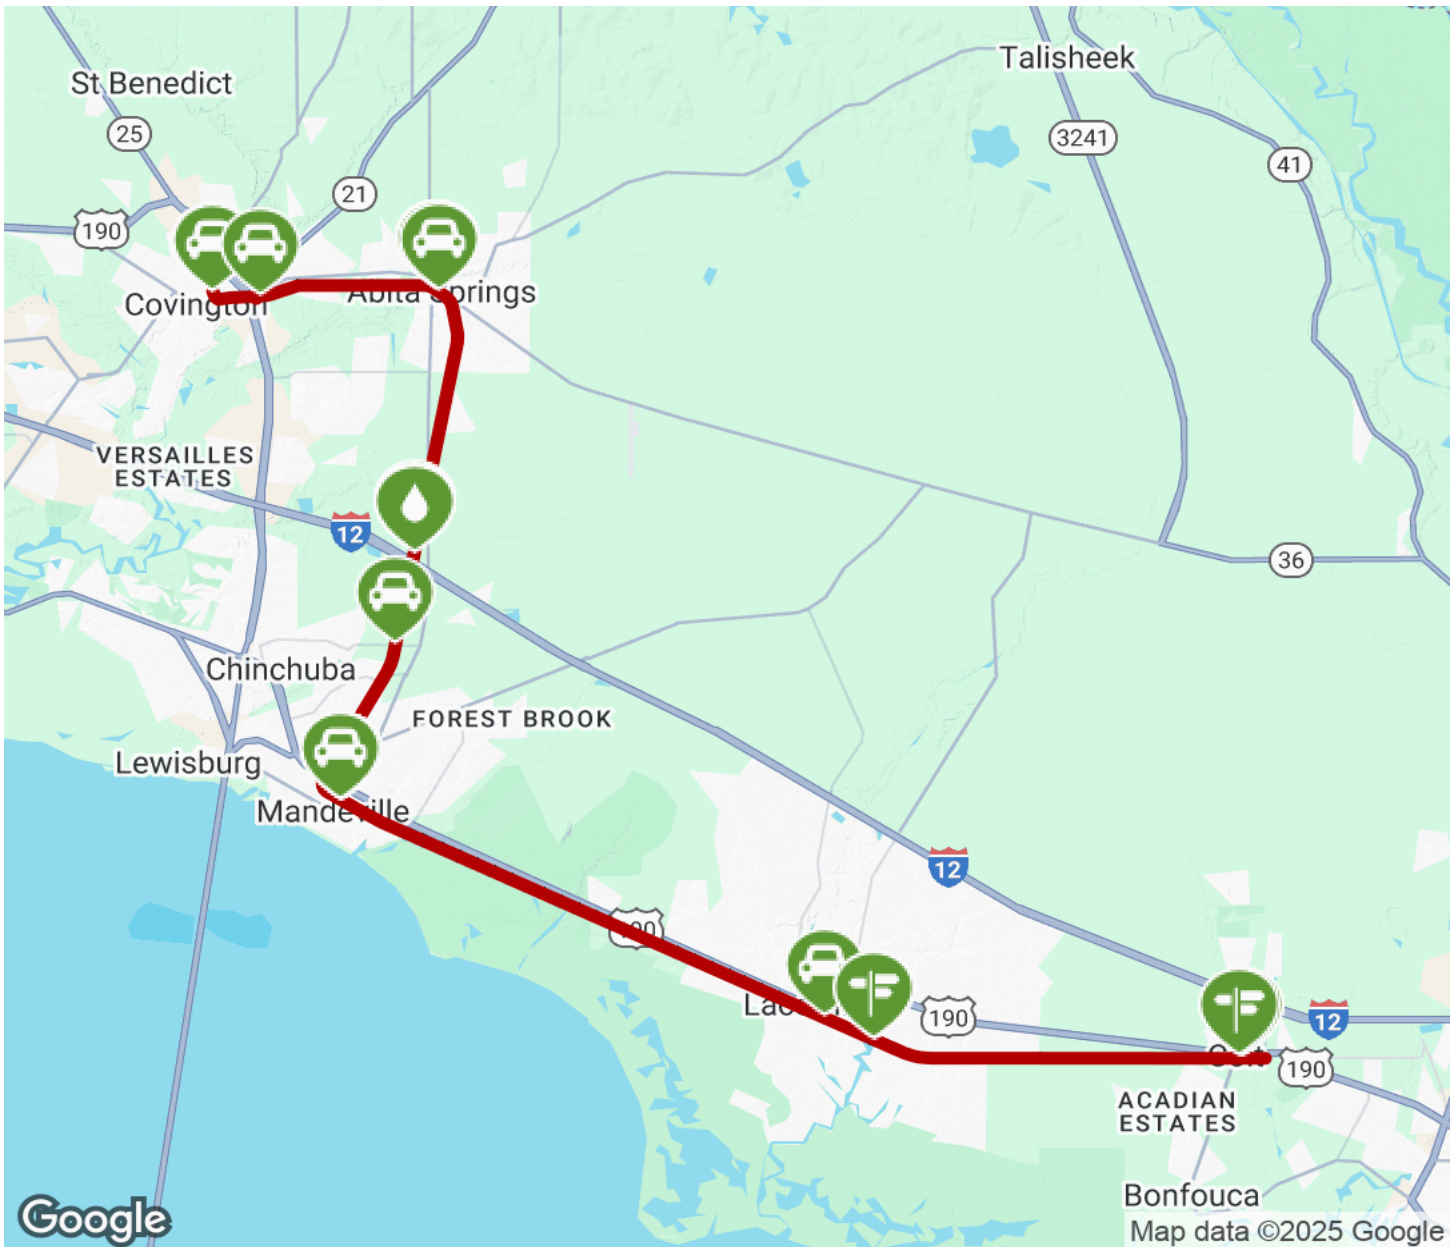 Talisheek
St Benedict
25
3241
41
21
190
Abita Springs
Covington
VERSAILLES
ESTATES
12
36
Chinchuba
FOREST BROOK
Lewisburg
Mandeville
12
190
190
12
190
ACADIAN
ESTATES
Bonfouca
Google
Map data ©2025 Google